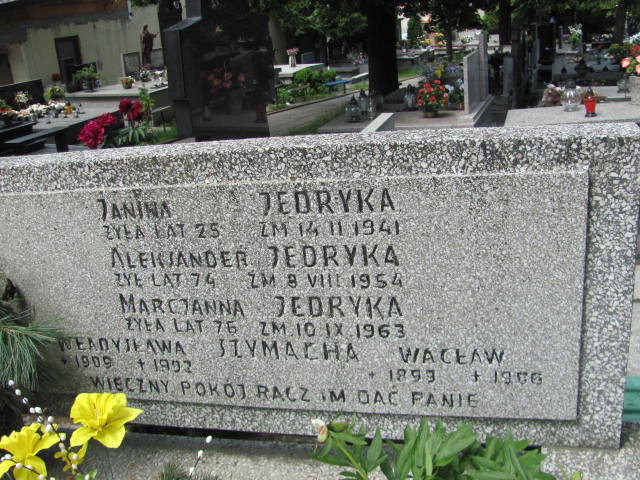 JANINA JEDRYKA
ŻYŁA LAT 25 ZM 14 II 1941
ALEKSANDER JEDRYKA
ŻYŁ LAT 74 ZM 8 VIII 1954
MARCJANNA JEDRYKA
ŻYŁA LAT 76 ZM. 10 IX 1963
WŁADYSŁAWA SZYMACHA WACŁAW
* 1909 + 1992 * 1893 + 1986
WIECZNY POKÓJ RACZ IM DAĆ PANIE